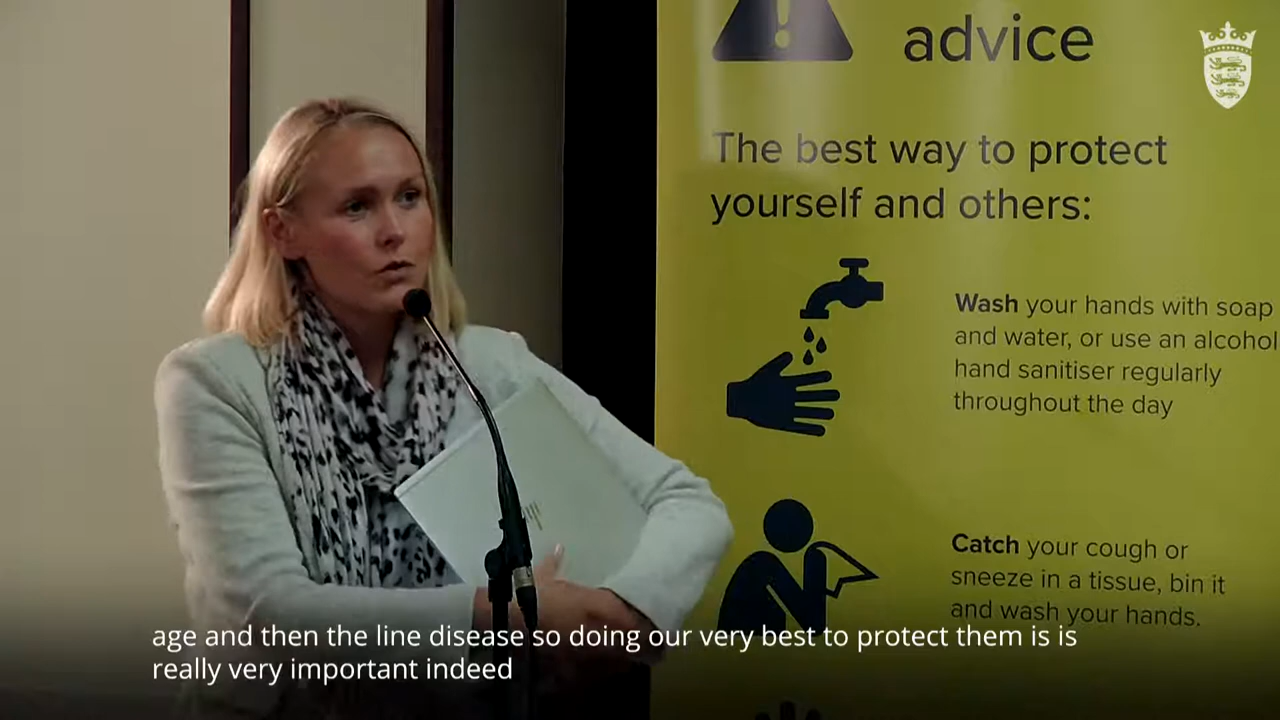 advice
The best way to protect
yourself and others:
Wash your hands with soap
and water, or use an alcohol
hand sanitiser regularly
throughout the day
Catch your cough or
sneeze in a tissue, bin it
and wash your hands.
age and then the line disease so doing our very best to protect them is is
really very important indeed